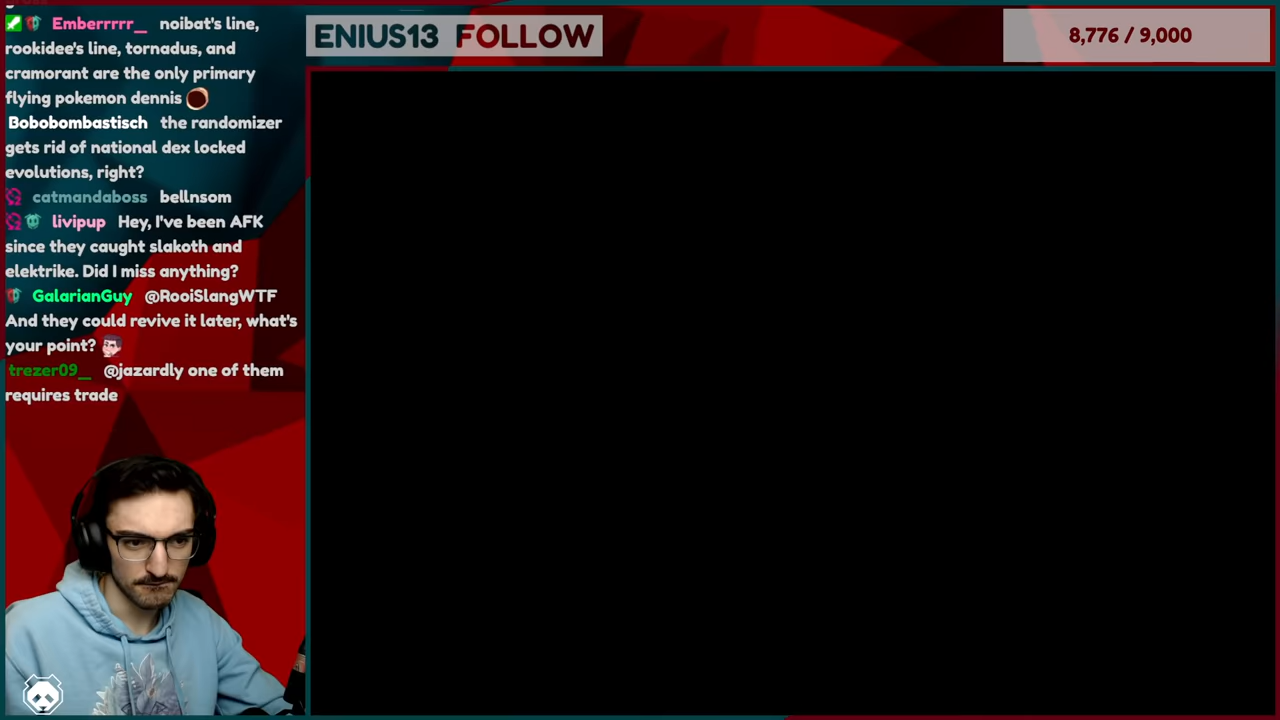 Emberrrrr_ noibat's line,
rookidee's line, tornadus, and
cramorant are the only primary
flying pokemon dennis
Bobobombastisch the randomizer
gets rid of national dex locked
evolutions, right?
catmandaboss bellnsom
livipup Hey, I've been AFK
since they caught slakoth and
elektrike. Did I miss anything?
GalarianGuy @RooiSlangWTF
And they could revive it later, what's
your point?
trezer09_ @jazardly one of them
requires trade
ENIUS13 FOLLOW
8,776 / 9,000